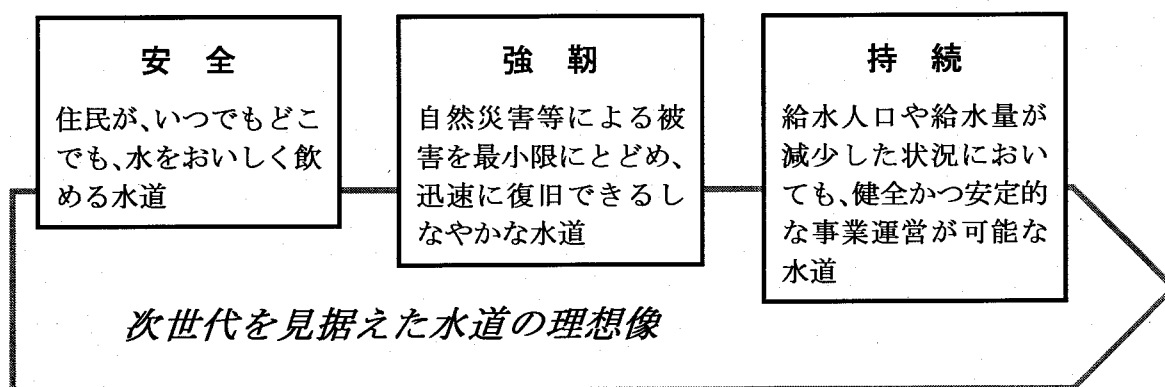 安 全
住民が、いつでもどこ
でも、水をおいしく飲
める水道
強 靭
自然災害等による被
害を最小限にとどめ、
迅速に復旧できるし
なやかな水道
持 続
給水人口や給水量が
減少した状況におい
ても、健全かつ安定的
な事業運営が可能な
水道
次世代を見据えた水道の理想像